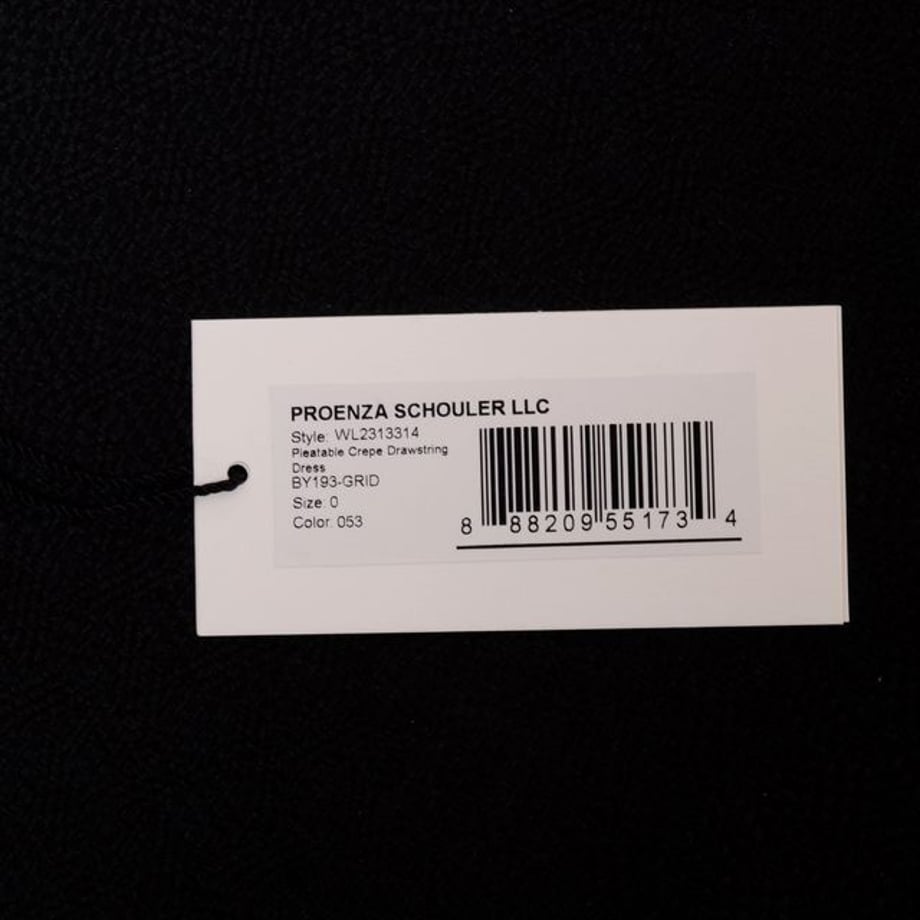 PROENZA SCHOULER LLC
Style: WL2313314
Pleatable Crepe Drawstring
Dress
BY193-GRID
Size: 0
Color: 053
8 88209 55173 4